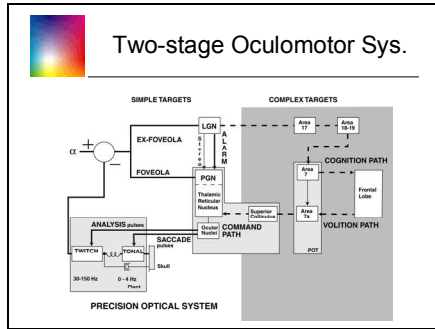 Two-stage Oculomotor Sys.
SIMPLE TARGETS
COMPLEX TARGETS
LGN
Area
17
Area
18-19
α
+
−
EX-FOVEOLA
Stereo
ALARM
COGNITION PATH
FOVEOLA
PGN
Thalamic
Reticular
Nucleus
Area
7
Frontal
Lobe
Superior
Colliculus
Area
7a
VOLITION PATH
ANALYSIS pulses
Ocular
Nuclei
COMMAND
PATH
POT
SACCADE
pulses
TWITCH
TONAL
Skull
30-150 Hz
0 - 4 Hz
Plant
PRECISION OPTICAL SYSTEM